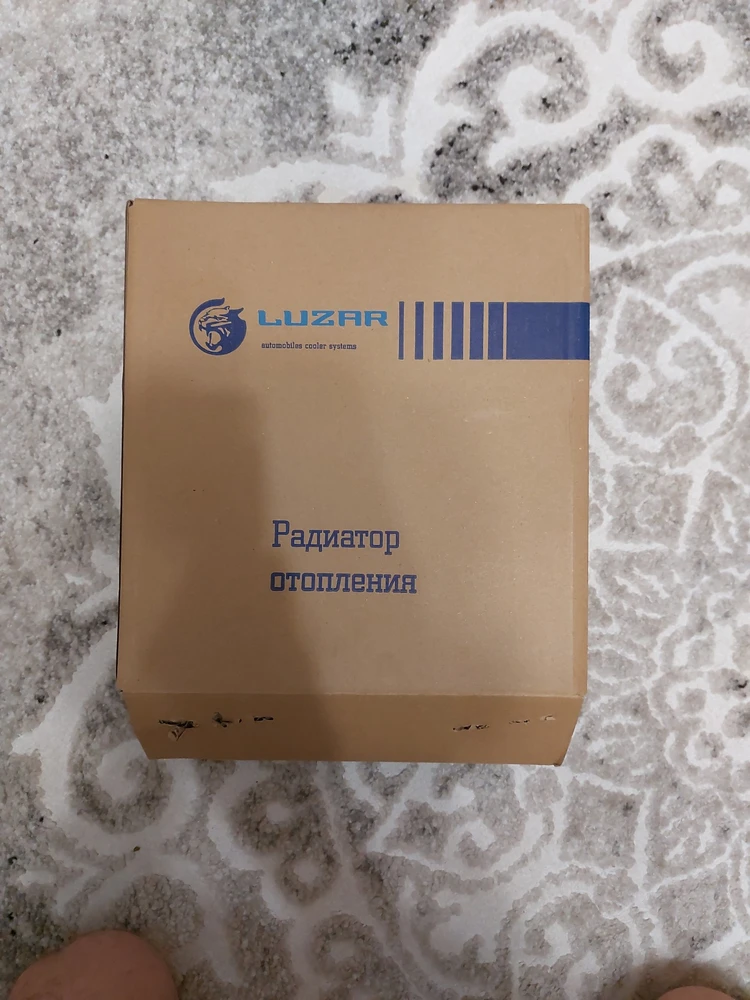 LUZAR
automobiles cooler systems
Радиатор
отопления